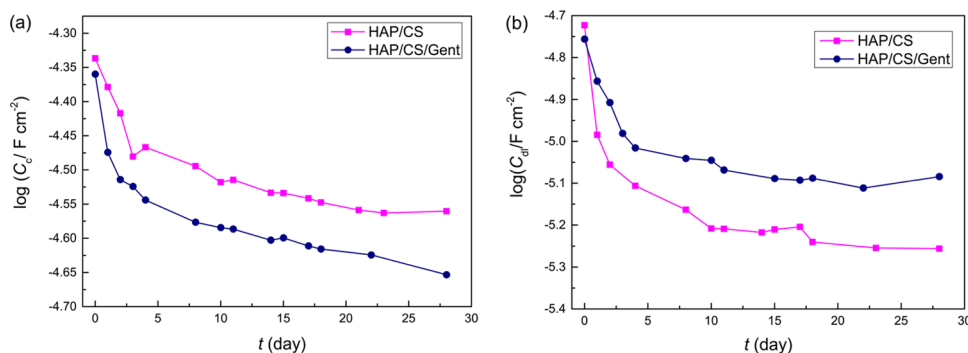 (a)
HAP/CS
HAP/CS/Gent
log (Cc/ F cm-2)
-4.30
-4.35
-4.40
-4.45
-4.50
-4.55
-4.60
-4.65
-4.70
0 5 10 15 20 25 30
t (day)
(b)
HAP/CS
HAP/CS/Gent
log(Cdl/F cm-2)
-4.7
-4.8
-4.9
-5.0
-5.1
-5.2
-5.3
-5.4
0 5 10 15 20 25 30
t (day)